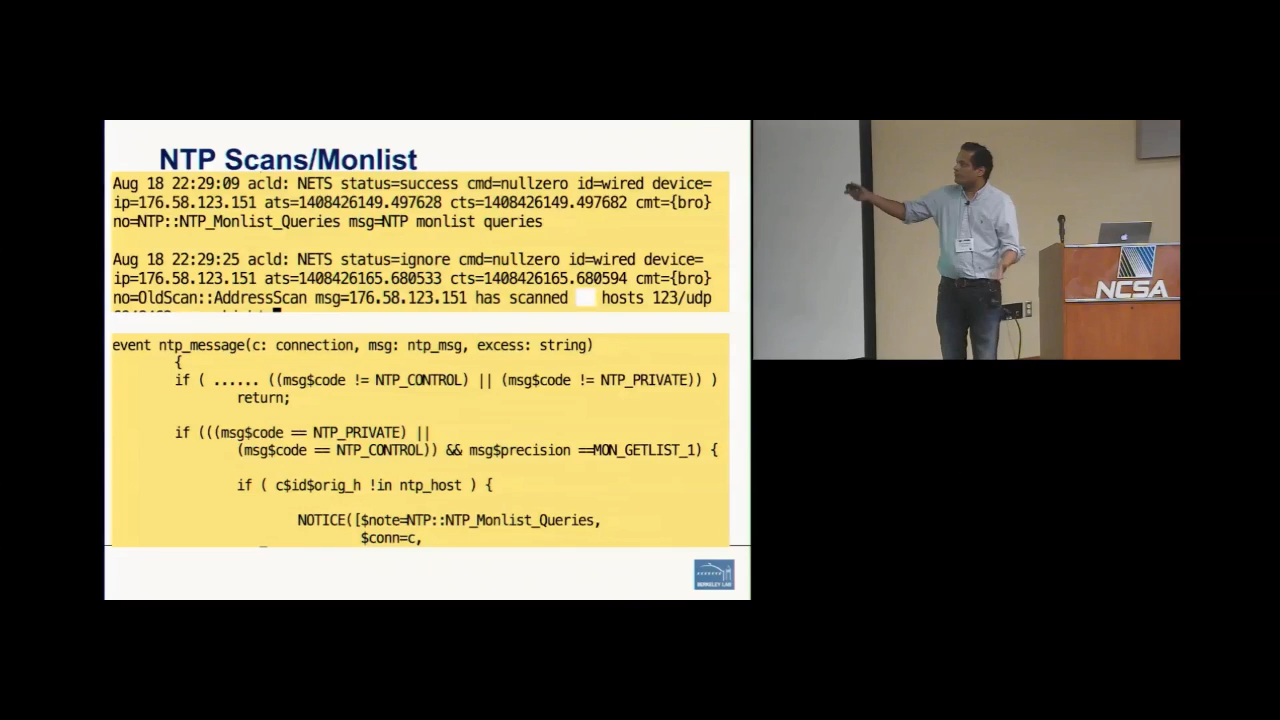 NTP Scans/Monlist
Aug 18 22:29:09 acld: NETS status=success cmd=nullzero id=wired device=
ip=176.58.123.151 ats=1408426149.497628 cts=1408426149.497682 cmt={bro}
no=NTP::NTP_Monlist_Queries msg=NTP monlist queries
Aug 18 22:29:25 acld: NETS status=ignore cmd=nullzero id=wired device=
ip=176.58.123.151 ats=1408426165.680533 cts=1408426165.680594 cmt={bro}
no=OldScan::AddressScan msg=176.58.123.151 has scanned hosts 123/udp
event ntp_message(c: connection, msg: ntp_msg, excess: string)
{
if ( ...... ((msg$code != NTP_CONTROL) || (msg$code != NTP_PRIVATE)) )
return;
if (((msg$code == NTP_PRIVATE) ||
(msg$code == NTP_CONTROL)) && msg$precision ==MON_GETLIST_1) {
if ( c$id$orig_h !in ntp_host ) {
NOTICE([$note=NTP::NTP_Monlist_Queries,
$conn=c,
BERKELEY LAB
NCSA